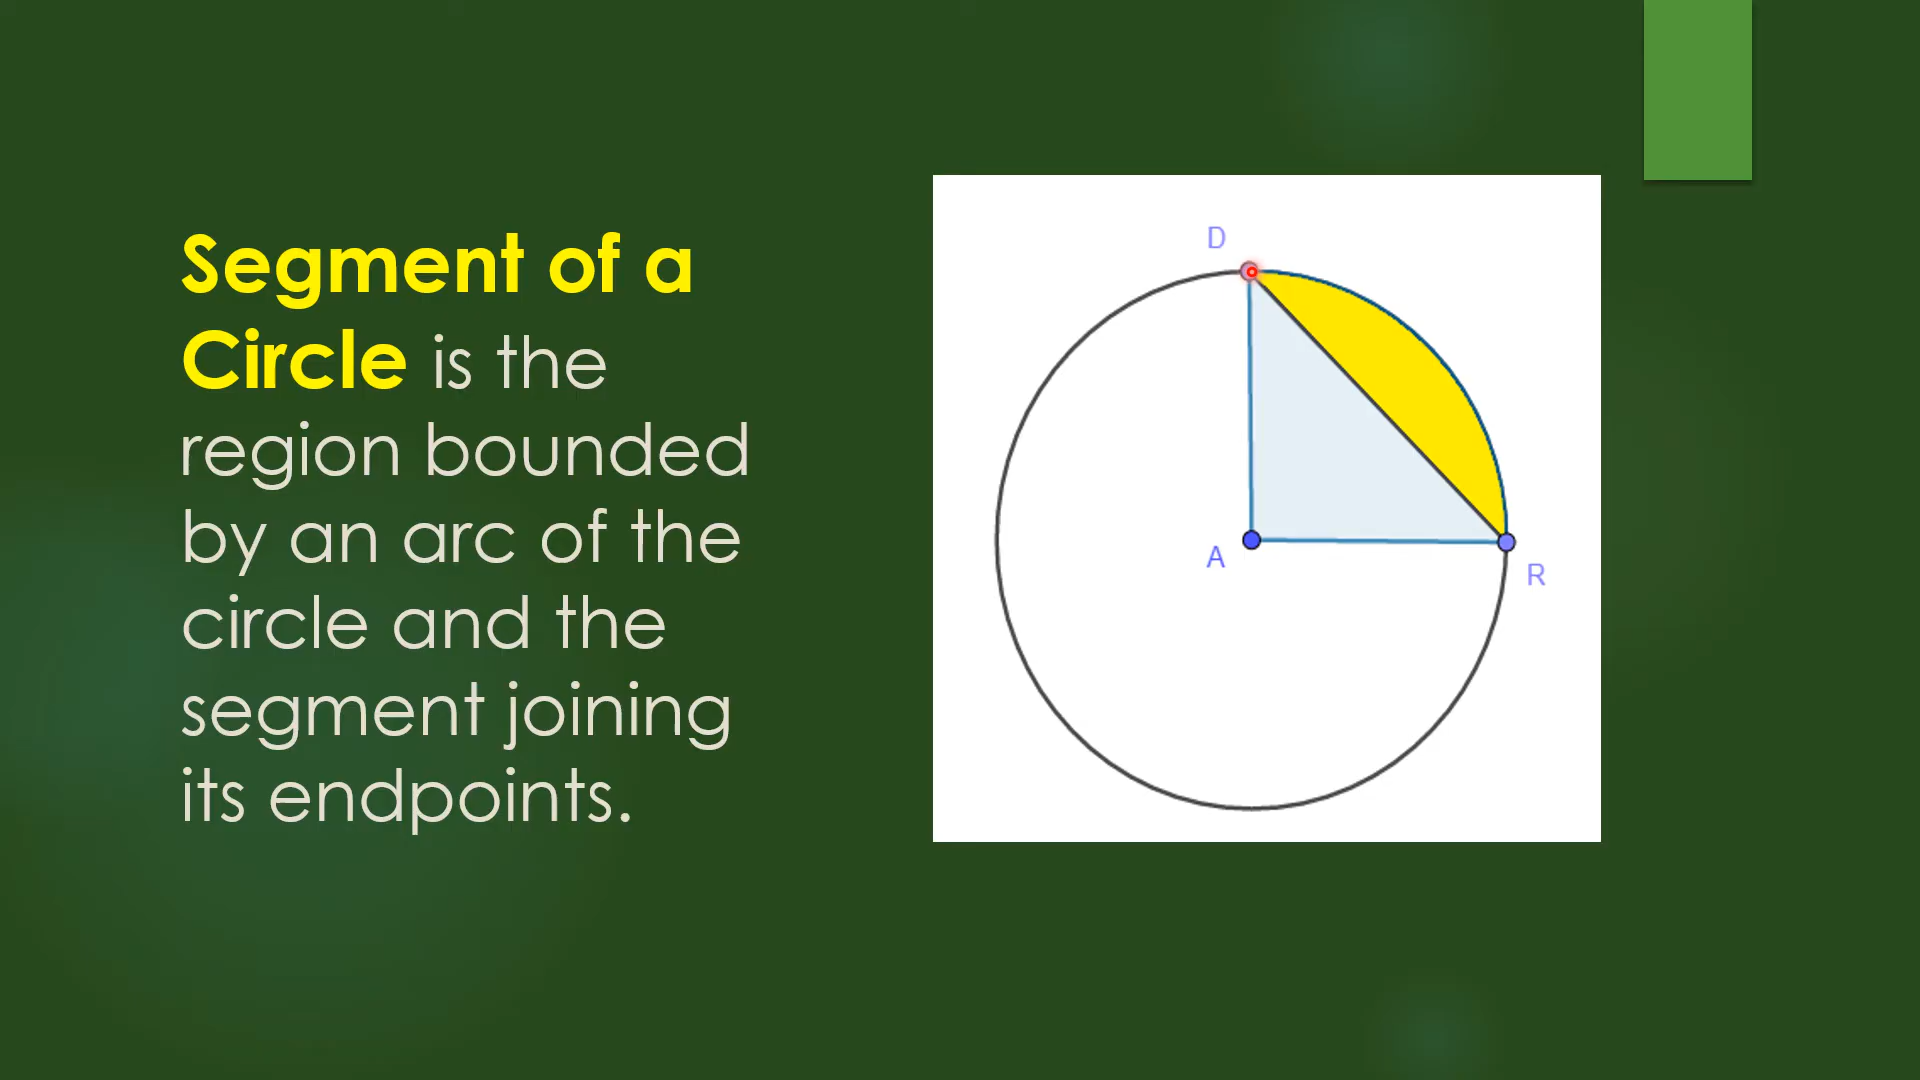 Segment of a
Circle is the
region bounded
by an arc of the
circle and the
segment joining
its endpoints.
D
A
R